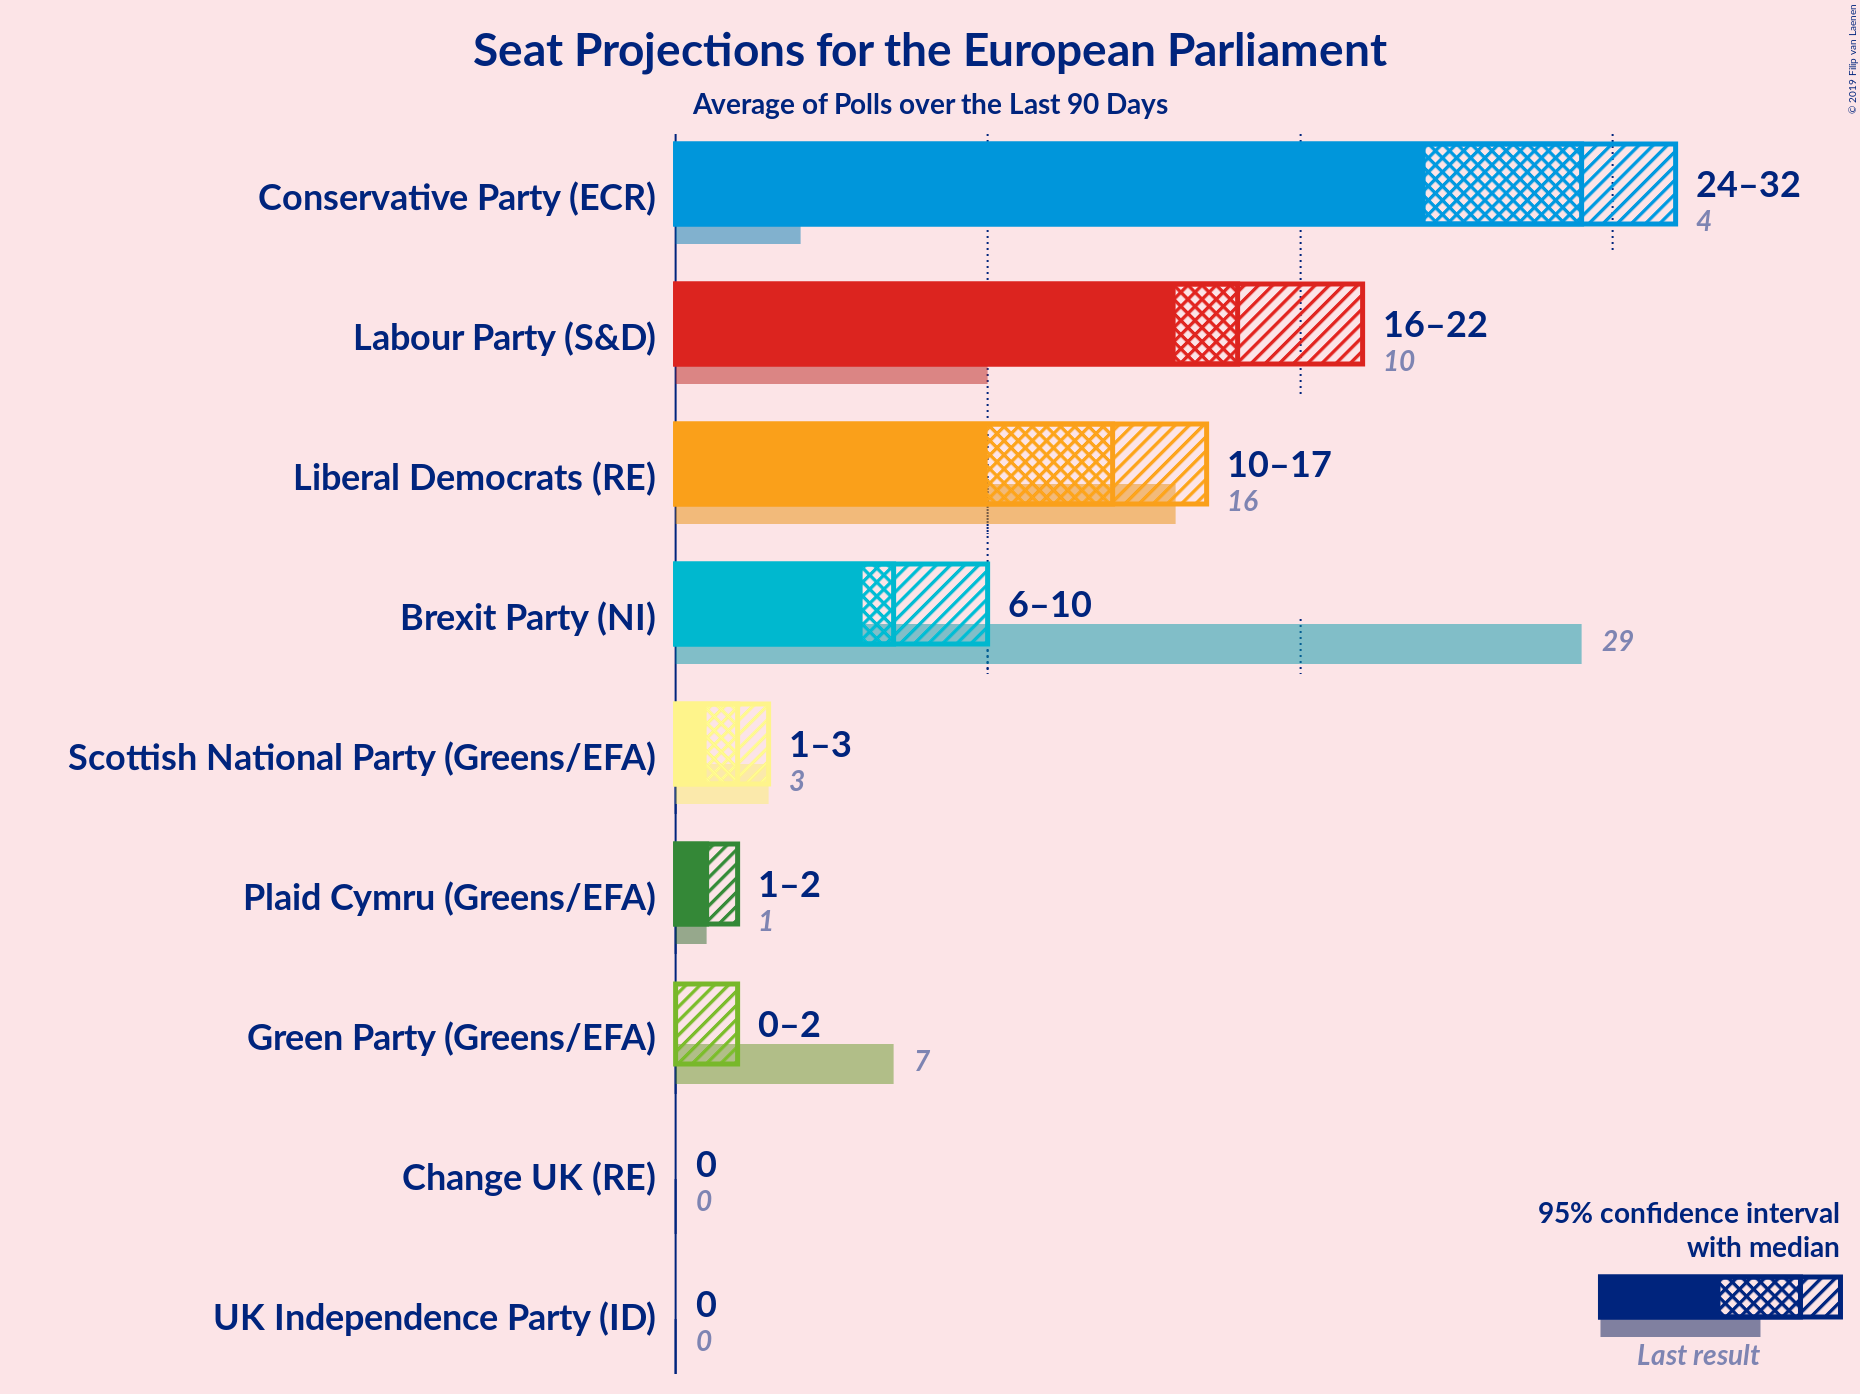 Seat Projections for the European Parliament
Average of Polls over the Last 90 Days
© 2019 Filip van Laenen
Conservative Party (ECR)
24–32
4
Labour Party (S&D)
16–22
10
Liberal Democrats (RE)
10–17
16
Brexit Party (NI)
6–10
29
Scottish National Party (Greens/EFA)
1–3
3
Plaid Cymru (Greens/EFA)
1–2
1
Green Party (Greens/EFA)
0–2
7
Change UK (RE)
0
0
UK Independence Party (ID)
0
0
95% confidence interval
with median
Last result